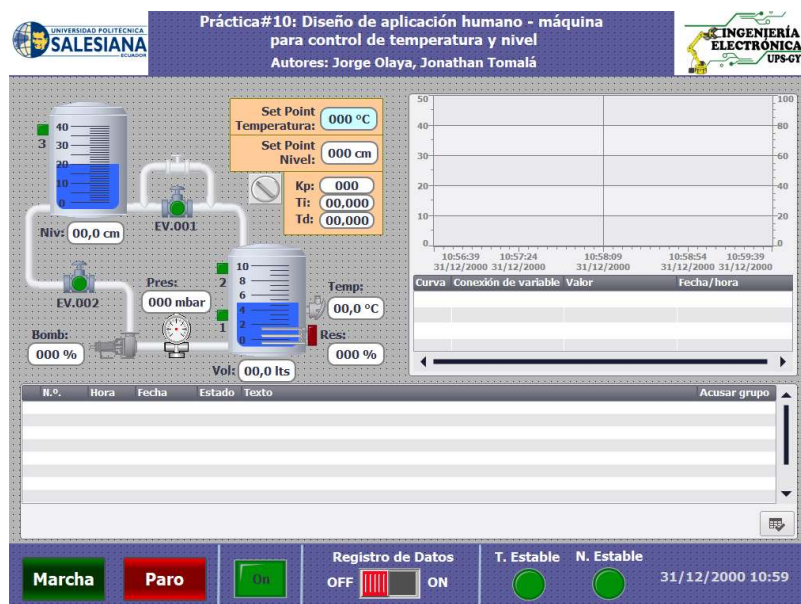 UNIVERSIDAD POLITÉCNICA
SALESIANA
ECUADOR
Práctica#10: Diseño de aplicación humano - máquina
para control de temperatura y nivel
Autores: Jorge Olaya, Jonathan Tomalá
INGENIERÍA
ELECTRÓNICA
UPS-GY
Set Point
Temperatura: 000 °C
Set Point
Nivel: 000 cm
Kp: 000
Ti: 00,000
Td: 00,000
3
40
30
20
10
0
Niv: 00,0 cm
EV.001
EV.002
Pres:
000 mbar
Bomb:
000 %
2
1
10
8
6
4
2
0
Temp:
00,0 °C
Res:
000 %
Vol: 00,0 lts
50
40
30
20
10
0
100
80
60
40
20
0
10:56:39 10:57:24 10:58:09 10:58:54 10:59:39
31/12/2000 31/12/2000 31/12/2000 31/12/2000 31/12/2000
Curva Conexión de variable Valor Fecha/hora
N.º. Hora Fecha Estado Texto Acusar grupo
Marcha
Paro
On
Registro de Datos
OFF ON
T. Estable N. Estable
31/12/2000 10:59